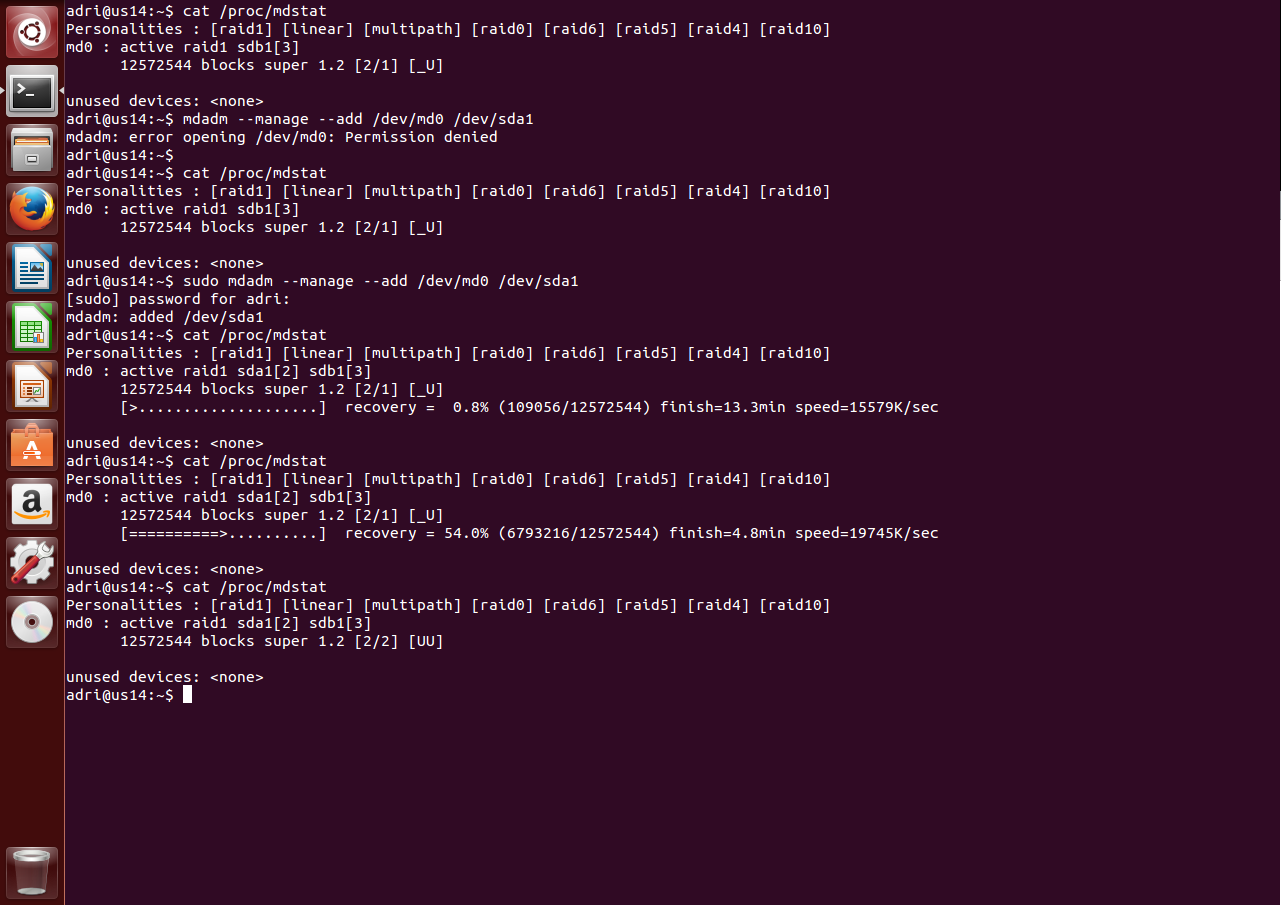 adri@us14:~$ cat /proc/mdstat
Personalities : [raid1] [linear] [multipath] [raid0] [raid6] [raid5] [raid4] [raid10]
md0 : active raid1 sdb1[3]
      12572544 blocks super 1.2 [2/1] [_U]

unused devices: <none>
adri@us14:~$ mdadm --manage --add /dev/md0 /dev/sda1
mdadm: error opening /dev/md0: Permission denied
adri@us14:~$
adri@us14:~$ cat /proc/mdstat
Personalities : [raid1] [linear] [multipath] [raid0] [raid6] [raid5] [raid4] [raid10]
md0 : active raid1 sdb1[3]
      12572544 blocks super 1.2 [2/1] [_U]

unused devices: <none>
adri@us14:~$ sudo mdadm --manage --add /dev/md0 /dev/sda1
[sudo] password for adri:
mdadm: added /dev/sda1
adri@us14:~$ cat /proc/mdstat
Personalities : [raid1] [linear] [multipath] [raid0] [raid6] [raid5] [raid4] [raid10]
md0 : active raid1 sda1[2] sdb1[3]
      12572544 blocks super 1.2 [2/1] [_U]
      [>....................]  recovery =  0.8% (109056/12572544) finish=13.3min speed=15579K/sec

unused devices: <none>
adri@us14:~$ cat /proc/mdstat
Personalities : [raid1] [linear] [multipath] [raid0] [raid6] [raid5] [raid4] [raid10]
md0 : active raid1 sda1[2] sdb1[3]
      12572544 blocks super 1.2 [2/1] [_U]
      [==========>..........]  recovery = 54.0% (6793216/12572544) finish=4.8min speed=19745K/sec

unused devices: <none>
adri@us14:~$ cat /proc/mdstat
Personalities : [raid1] [linear] [multipath] [raid0] [raid6] [raid5] [raid4] [raid10]
md0 : active raid1 sda1[2] sdb1[3]
      12572544 blocks super 1.2 [2/2] [UU]

unused devices: <none>
adri@us14:~$